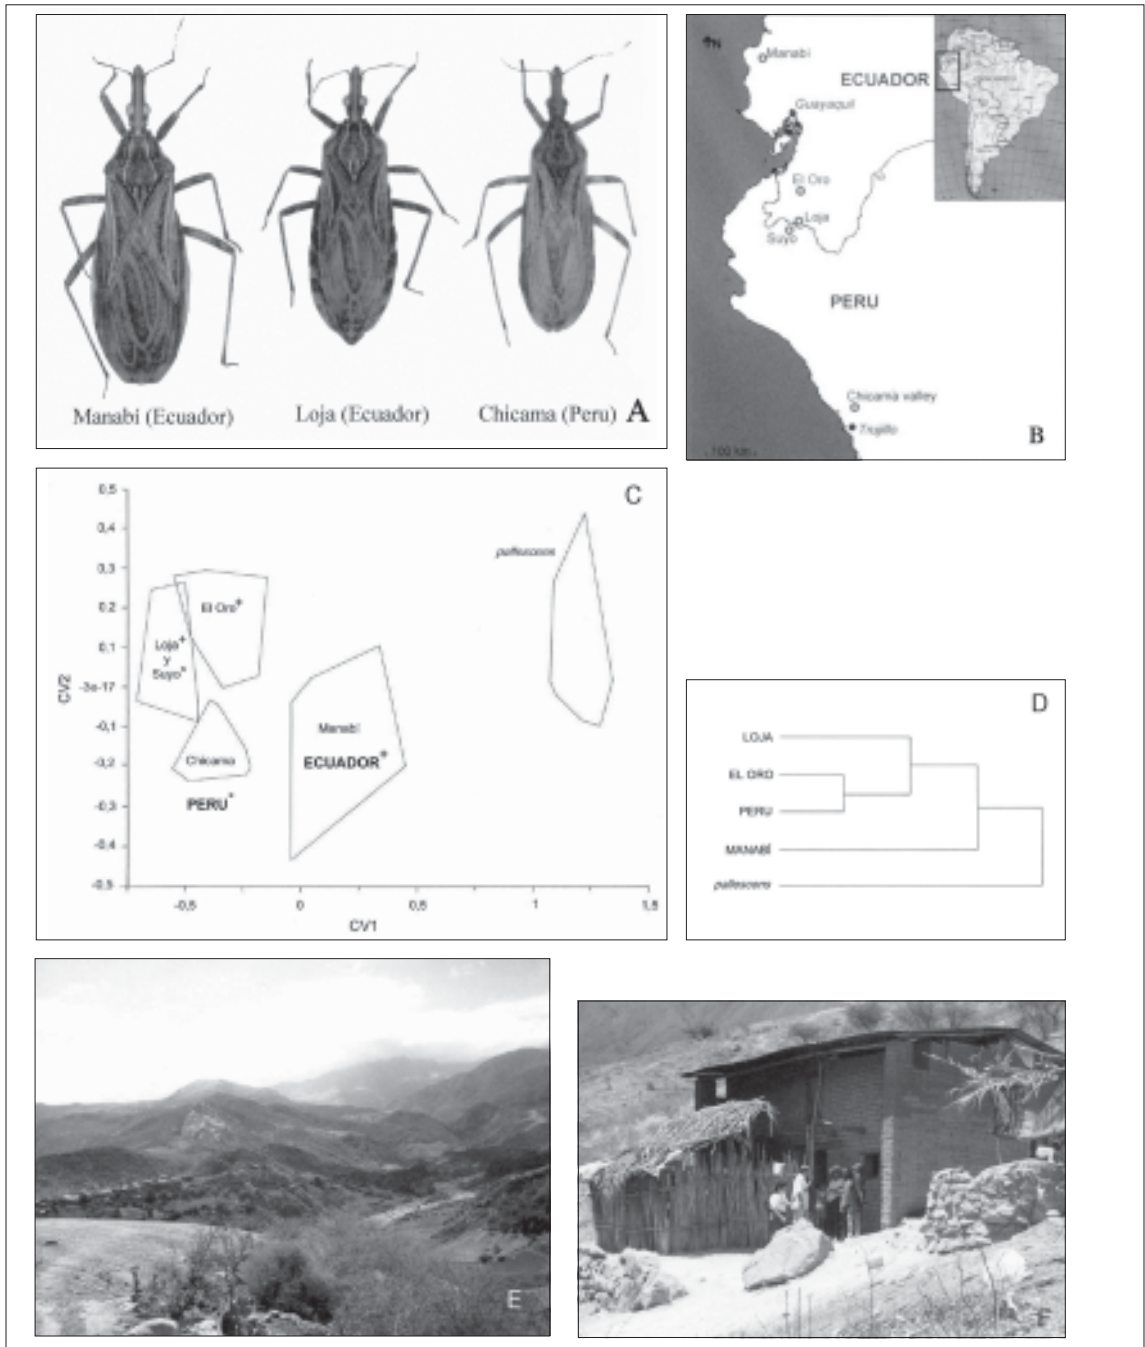 Manabi (Ecuador)
Loja (Ecuador)
Chicama (Peru)
A
N
Manabi
ECUADOR
Guayaquil
El Oro
Loja
Suyo
PERU
Chicama valley
Trujillo
100 km
B
C
0,5
0,4
0,3
0,2
0,1
-3e-17
-0,1
-0,2
-0,3
-0,4
-0,5
CV2
-0,5
0
0,5
1
1,5
CV1
pallescens
El Oro*
Loja+
y
Suyo*
Chicama
PERU*
Manabí
ECUADOR*
D
LOJA
EL ORO
PERU
MANABÍ
pallescens
E
F